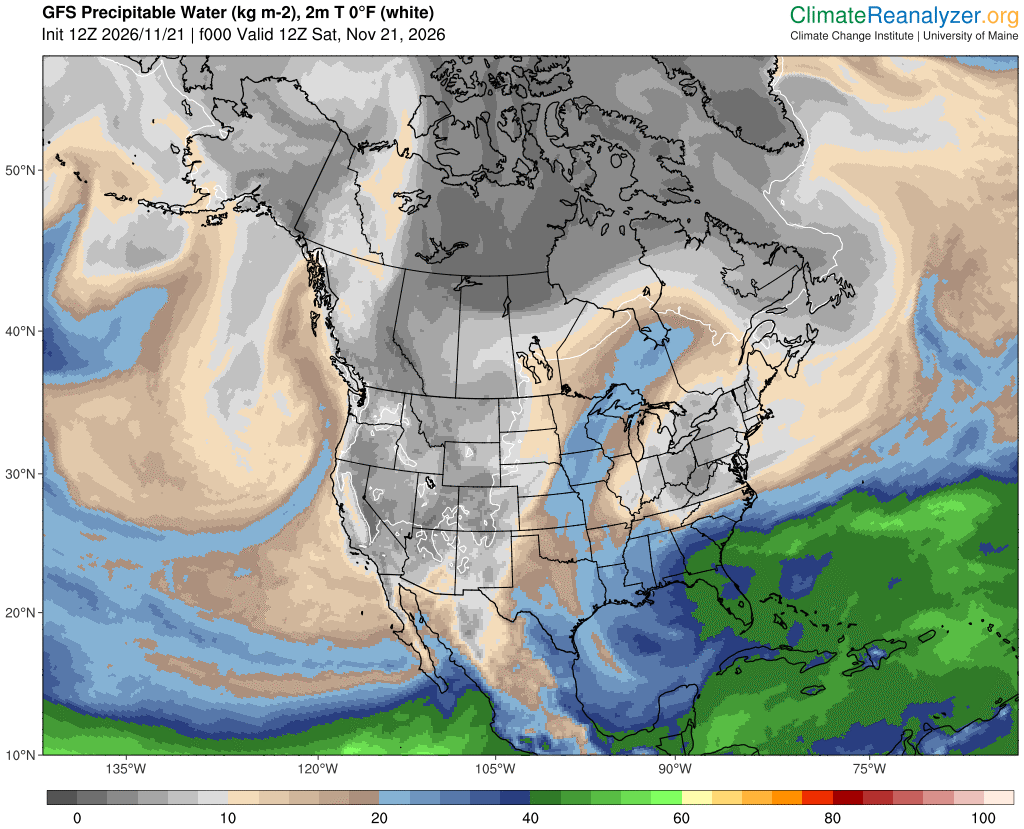 GFS Precipitable Water (kg m-2), 2m T 0°F (white)
Init 12Z 2026/11/21 | f000 Valid 12Z Sat, Nov 21, 2026
ClimateReanalyzer.org
Climate Change Institute | University of Maine
50°N
40°N
30°N
20°N
10°N
135°W 120°W 105°W 90°W 75°W
0 10 20 40 60 80 100